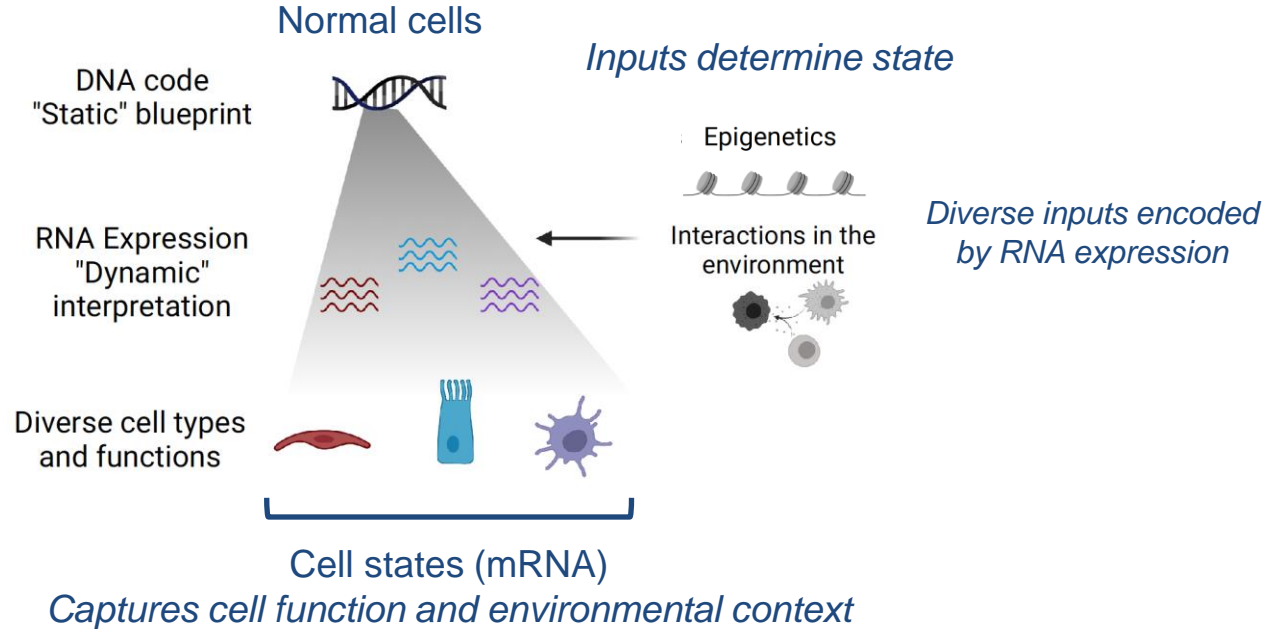 Normal cells
Inputs determine state
DNA code
"Static" blueprint
Epigenetics
RNA Expression
"Dynamic"
interpretation
Interactions in the
environment
Diverse inputs encoded
by RNA expression
Diverse cell types
and functions
Cell states (mRNA)
Captures cell function and environmental context